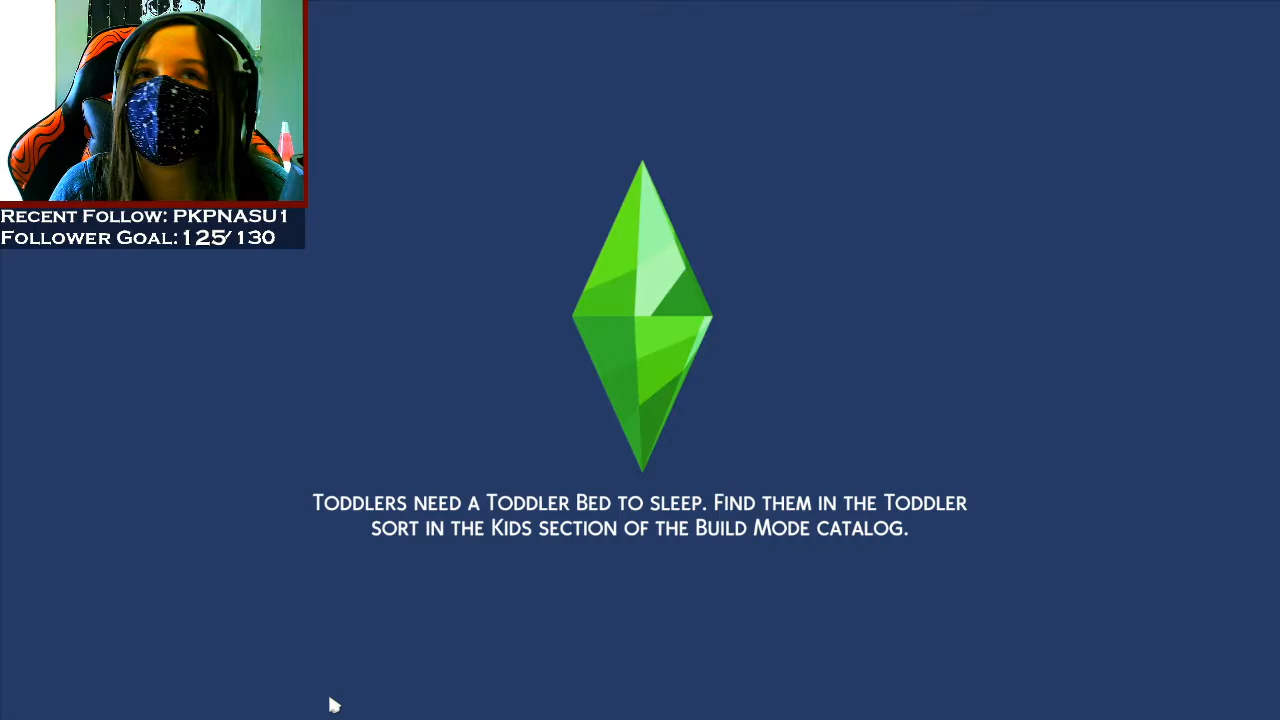 RECENT FOLLOW: PKPNASU1
FOLLOWER GOAL: 125/130
TODDLERS NEED A TODDLER BED TO SLEEP. FIND THEM IN THE TODDLER
SORT IN THE KIDS SECTION OF THE BUILD MODE CATALOG.